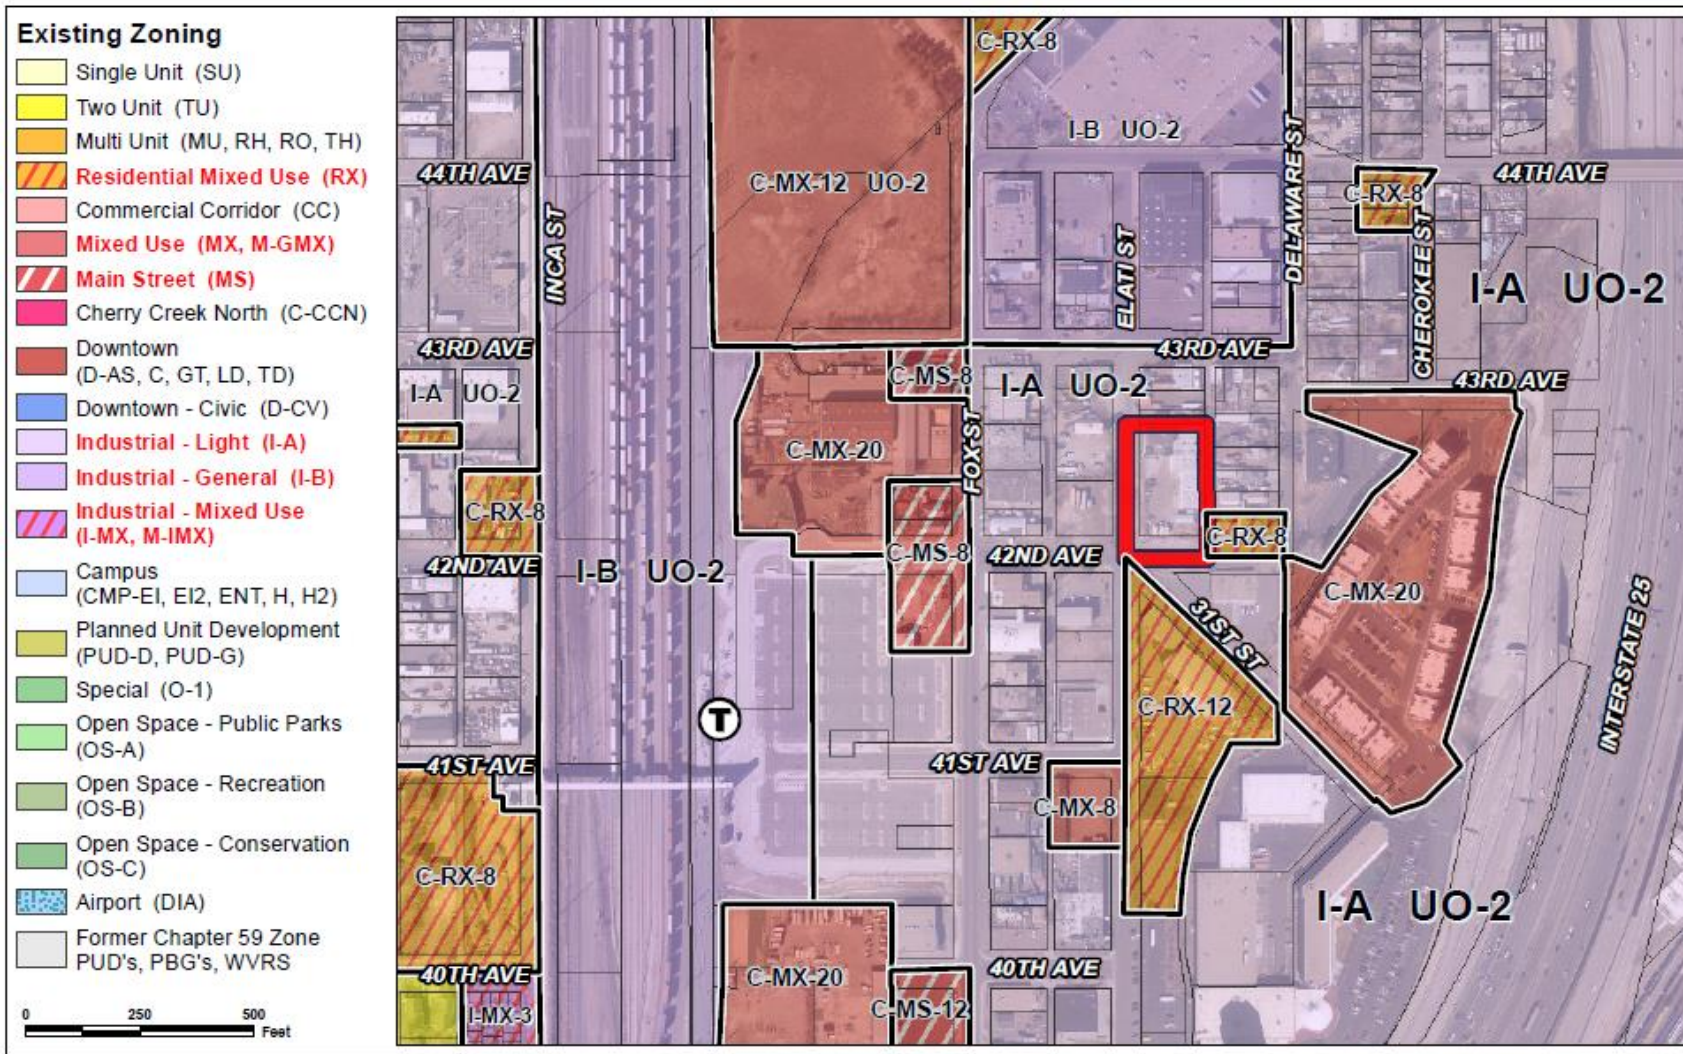 Existing Zoning
Single Unit (SU)
Two Unit (TU)
Multi Unit (MU, RH, RO, TH)
Residential Mixed Use (RX)
Commercial Corridor (CC)
Mixed Use (MX, M-GMX)
Main Street (MS)
Cherry Creek North (C-CCN)
Downtown
(D-AS, C, GT, LD, TD)
Downtown - Civic (D-CV)
Industrial - Light (I-A)
Industrial - General (I-B)
Industrial - Mixed Use
(I-MX, M-IMX)
Campus
(CMP-EI, EI2, ENT, H, H2)
Planned Unit Development
(PUD-D, PUD-G)
Special (O-1)
Open Space - Public Parks
(OS-A)
Open Space - Recreation
(OS-B)
Open Space - Conservation
(OS-C)
Airport (DIA)
Former Chapter 59 Zone
PUD's, PBG's, WVRS
0 250 500
Feet
C-RX-8
I-B UO-2
44TH AVE
C-MX-12 UO-2
C-RX-8
44TH AVE
INCA ST
ELATI ST
DELAWARE ST
CHEROKEE ST
I-A UO-2
43RD AVE
43RD AVE
43RD AVE
I-A UO-2
C-MS-8
I-A UO-2
FOX ST
C-MX-20
C-RX-8
C-RX-8
42ND AVE
I-B UO-2
C-MS-8
42ND AVE
C-MX-20
31ST ST
INTERSTATE 25
T
C-RX-12
41ST AVE
41ST AVE
C-MX-8
C-RX-8
I-A UO-2
40TH AVE
C-MX-20
40TH AVE
I-MX-3
C-MS-12